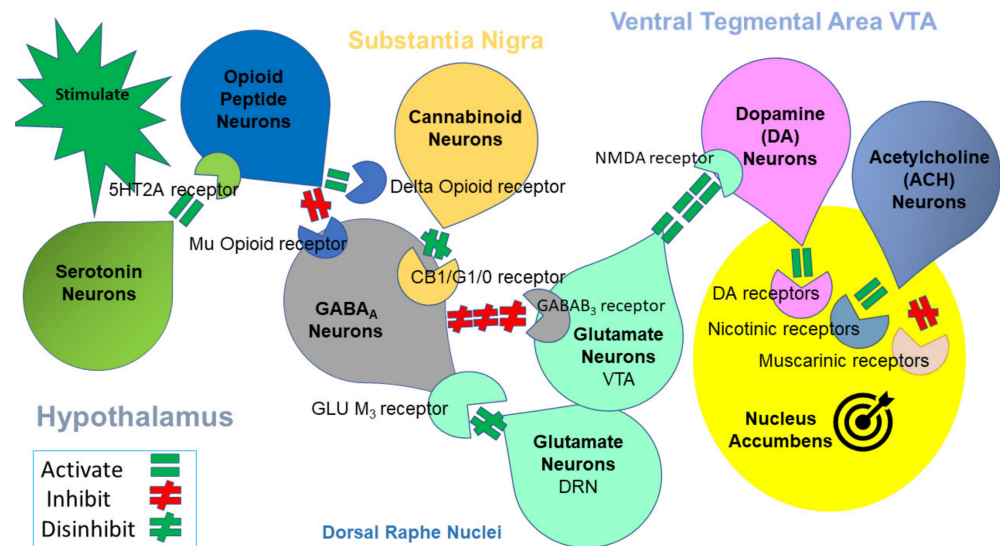 Substantia Nigra
Ventral Tegmental Area VTA
Stimulate
Opioid
Peptide
Neurons
Cannabinoid
Neurons
Dopamine
(DA)
Neurons
Acetylcholine
(ACH)
Neurons
NMDA receptor
5HT2A receptor
Delta Opioid receptor
Mu Opioid receptor
Serotonin
Neurons
CB1/G1/0 receptor
GABA_A
Neurons
GABAB₃ receptor
Glutamate
Neurons
VTA
DA receptors
Nicotinic receptors
Muscarinic receptors
GLU M₃ receptor
Hypothalamus
Nucleus
Accumbens
Glutamate
Neurons
DRN
Activate
Inhibit
Disinhibit
Dorsal Raphe Nuclei